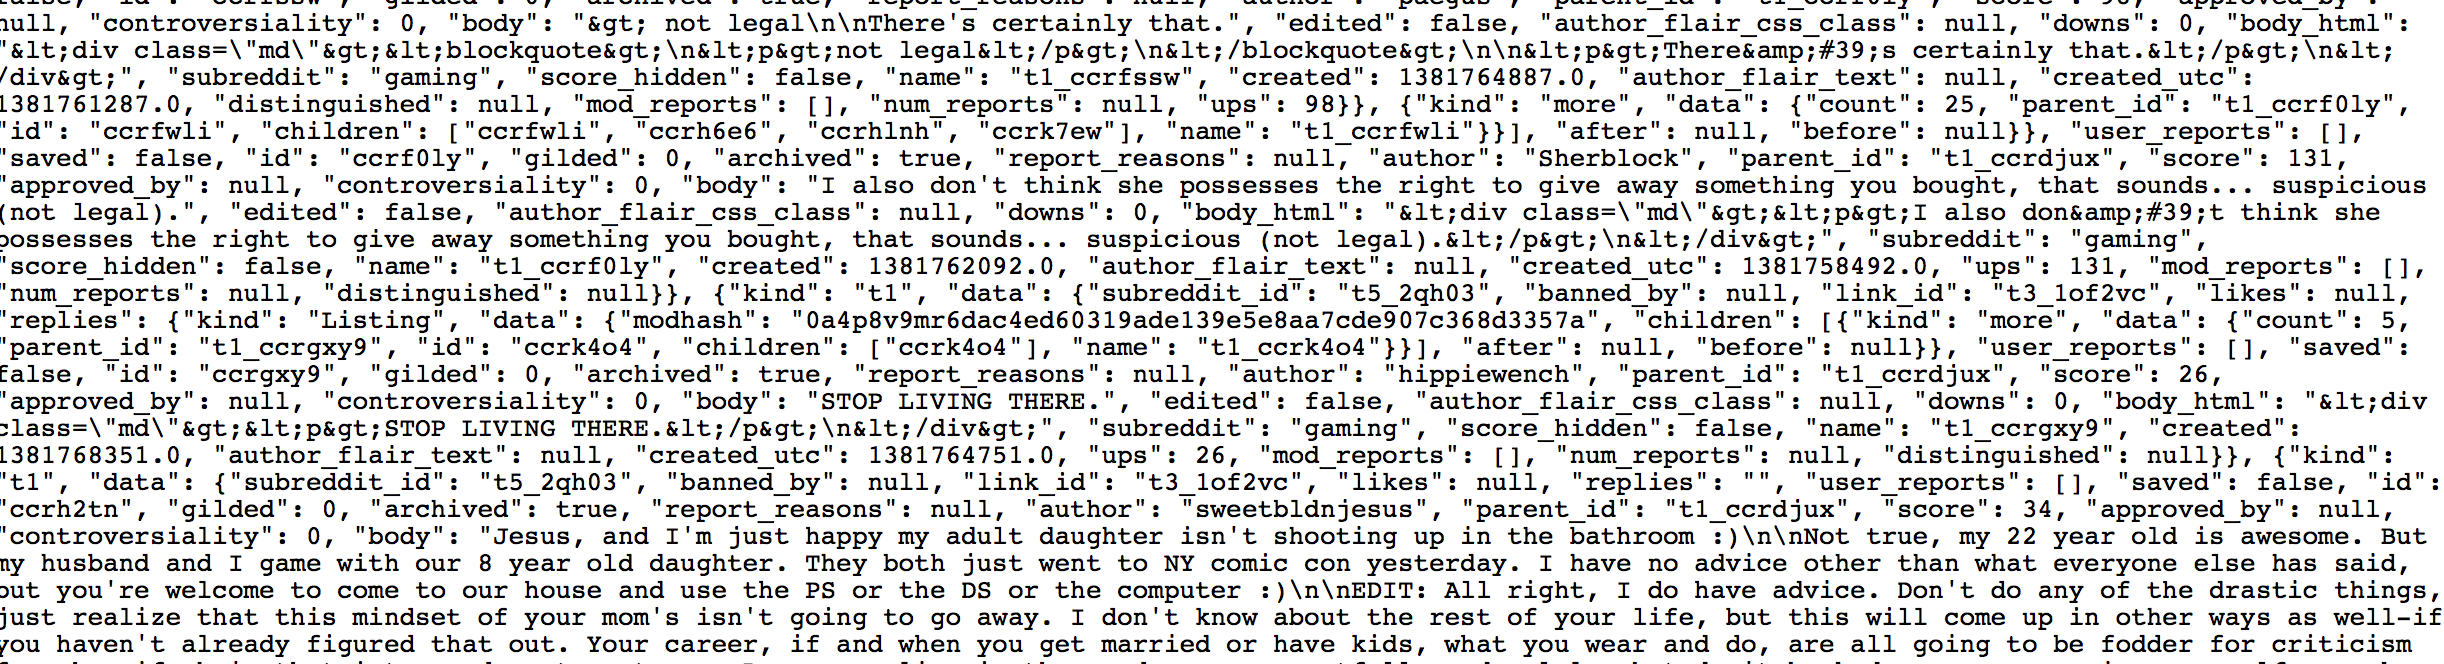 null, "controversiality": 0, "body": "&gt; not legal\n\nThere's certainly that.", "edited": false, "author_flair_css_class": null, "downs": 0, "body_html":
"&lt;div class=\"md\"&gt;&lt;blockquote&gt;\n&lt;p&gt;not legal&lt;/p&gt;\n&lt;/blockquote&gt;\n\n&lt;p&gt;There&amp;#39;s certainly that.&lt;/p&gt;\n&lt;
/div&gt;", "subreddit": "gaming", "score_hidden": false, "name": "t1_ccrfssw", "created": 1381764887.0, "author_flair_text": null, "created_utc":
1381761287.0, "distinguished": null, "mod_reports": [], "num_reports": null, "ups": 98}}, {"kind": "more", "data": {"count": 25, "parent_id": "t1_ccrf0ly",
"id": "ccrfwli", "children": ["ccrfwli", "ccrh6e6", "ccrhlnh", "ccrk7ew"], "name": "t1_ccrfwli"}}], "after": null, "before": null}}, "user_reports": [],
"saved": false, "id": "ccrf0ly", "gilded": 0, "archived": true, "report_reasons": null, "author": "Sherblock", "parent_id": "t1_ccrdjux", "score": 131,
"approved_by": null, "controversiality": 0, "body": "I also don't think she possesses the right to give away something you bought, that sounds... suspicious
(not legal).", "edited": false, "author_flair_css_class": null, "downs": 0, "body_html": "&lt;div class=\"md\"&gt;&lt;p&gt;I also don&amp;#39;t think she
possesses the right to give away something you bought, that sounds... suspicious (not legal).&lt;/p&gt;\n&lt;/div&gt;", "subreddit": "gaming",
"score_hidden": false, "name": "t1_ccrf0ly", "created": 1381762092.0, "author_flair_text": null, "created_utc": 1381758492.0, "ups": 131, "mod_reports": [],
"num_reports": null, "distinguished": null}}, {"kind": "t1", "data": {"subreddit_id": "t5_2qh03", "banned_by": null, "link_id": "t3_1of2vc", "likes": null,
"replies": {"kind": "Listing", "data": {"modhash": "0a4p8v9mr6dac4ed60319ade139e5e8aa7cde907c368d3357a", "children": [{"kind": "more", "data": {"count": 5,
"parent_id": "t1_ccrgxy9", "id": "ccrk4o4", "children": ["ccrk4o4"], "name": "t1_ccrk4o4"}}], "after": null, "before": null}}, "user_reports": [], "saved":
false, "id": "ccrgxy9", "gilded": 0, "archived": true, "report_reasons": null, "author": "hippiewench", "parent_id": "t1_ccrdjux", "score": 26,
"approved_by": null, "controversiality": 0, "body": "STOP LIVING THERE.", "edited": false, "author_flair_css_class": null, "downs": 0, "body_html": "&lt;div
class=\"md\"&gt;&lt;p&gt;STOP LIVING THERE.&lt;/p&gt;\n&lt;/div&gt;", "subreddit": "gaming", "score_hidden": false, "name": "t1_ccrgxy9", "created":
1381768351.0, "author_flair_text": null, "created_utc": 1381764751.0, "ups": 26, "mod_reports": [], "num_reports": null, "distinguished": null}}, {"kind":
"t1", "data": {"subreddit_id": "t5_2qh03", "banned_by": null, "link_id": "t3_1of2vc", "likes": null, "replies": "", "user_reports": [], "saved": false, "id":
"ccrh2tn", "gilded": 0, "archived": true, "report_reasons": null, "author": "sweetbldnjesus", "parent_id": "t1_ccrdjux", "score": 34, "approved_by": null,
"controversiality": 0, "body": "Jesus, and I'm just happy my adult daughter isn't shooting up in the bathroom :)\n\nNot true, my 22 year old is awesome. But
my husband and I game with our 8 year old daughter. They both just went to NY comic con yesterday. I have no advice other than what everyone else has said,
but you're welcome to come to our house and use the PS or the DS or the computer :)\n\nEDIT: All right, I do have advice. Don't do any of the drastic things,
just realize that this mindset of your mom's isn't going to go away. I don't know about the rest of your life, but this will come up in other ways as well-if
you haven't already figured that out. Your career, if and when you get married or have kids, what you wear and do, are all going to be fodder for criticism